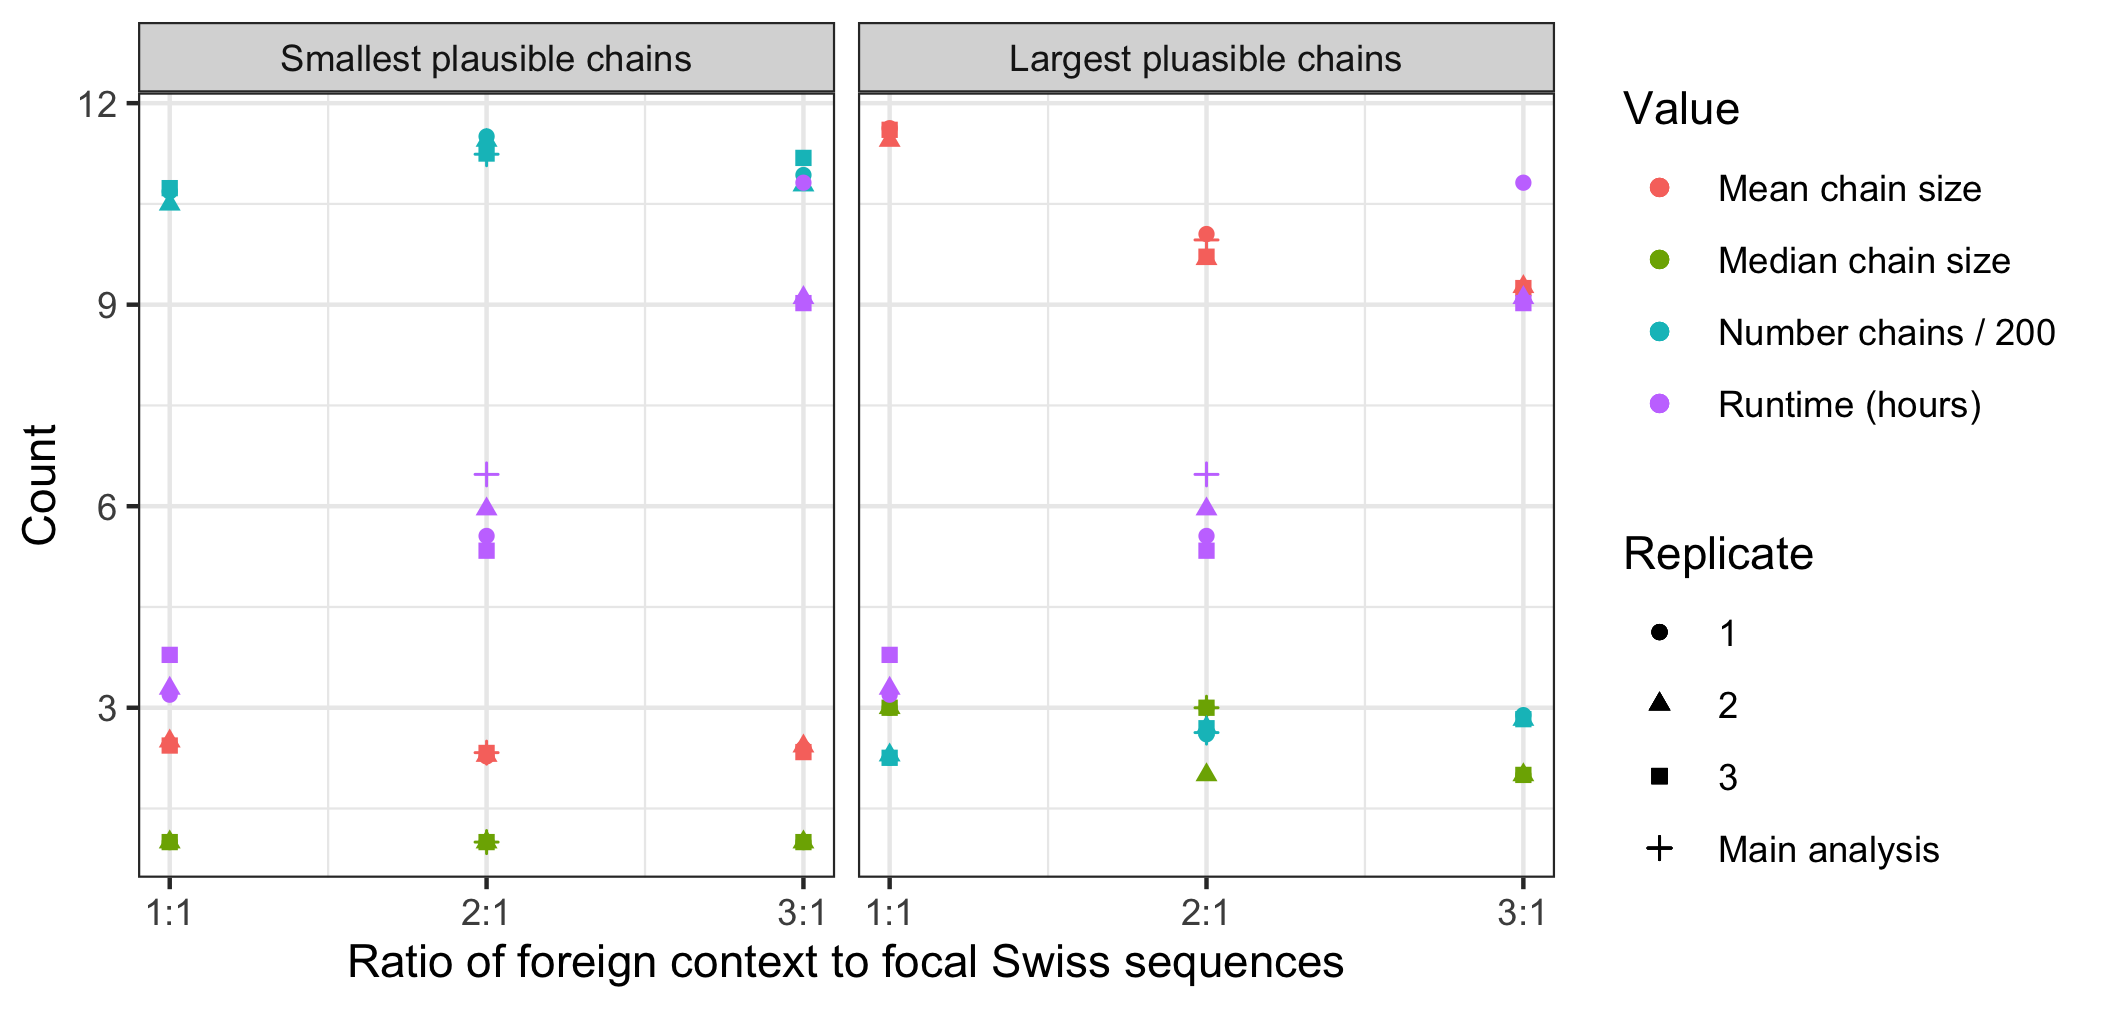 Smallest plausible chains
Largest pluasible chains
12
9
6
3
Count
1:1
2:1
3:1
1:1
2:1
3:1
Ratio of foreign context to focal Swiss sequences
Value
Mean chain size
Median chain size
Number chains / 200
Runtime (hours)
Replicate
1
2
3
Main analysis